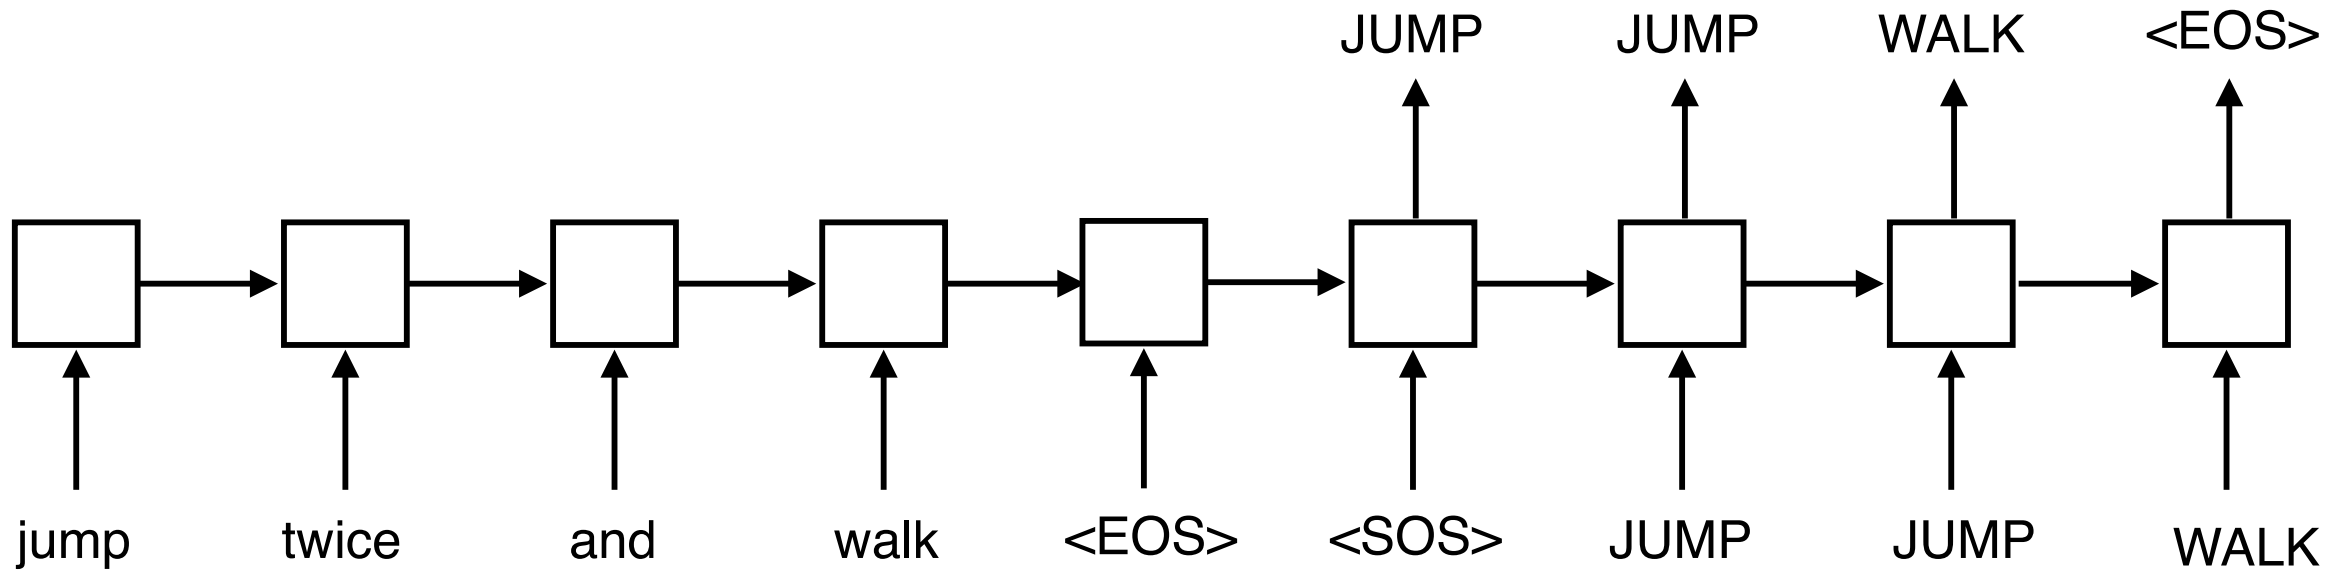 JUMP JUMP WALK <EOS>
jump twice and walk <EOS> <SOS> JUMP JUMP WALK